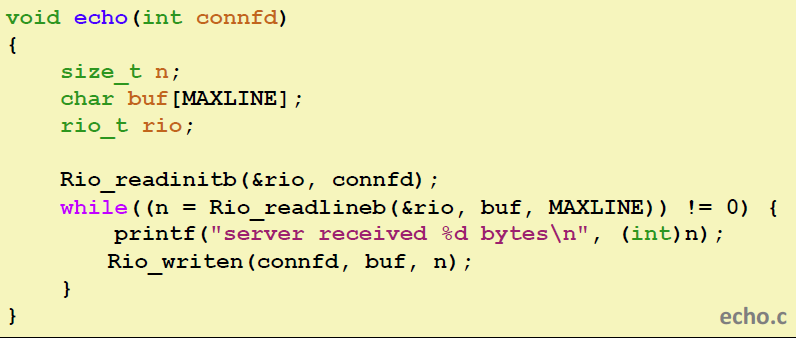 void echo(int connfd)
{
    size_t n;
    char buf[MAXLINE];
    rio_t rio;

    Rio_readinitb(&rio, connfd);
    while((n = Rio_readlineb(&rio, buf, MAXLINE)) != 0) {
        printf("server received %d bytes\n", (int)n);
        Rio_writen(connfd, buf, n);
    }
}
echo.c